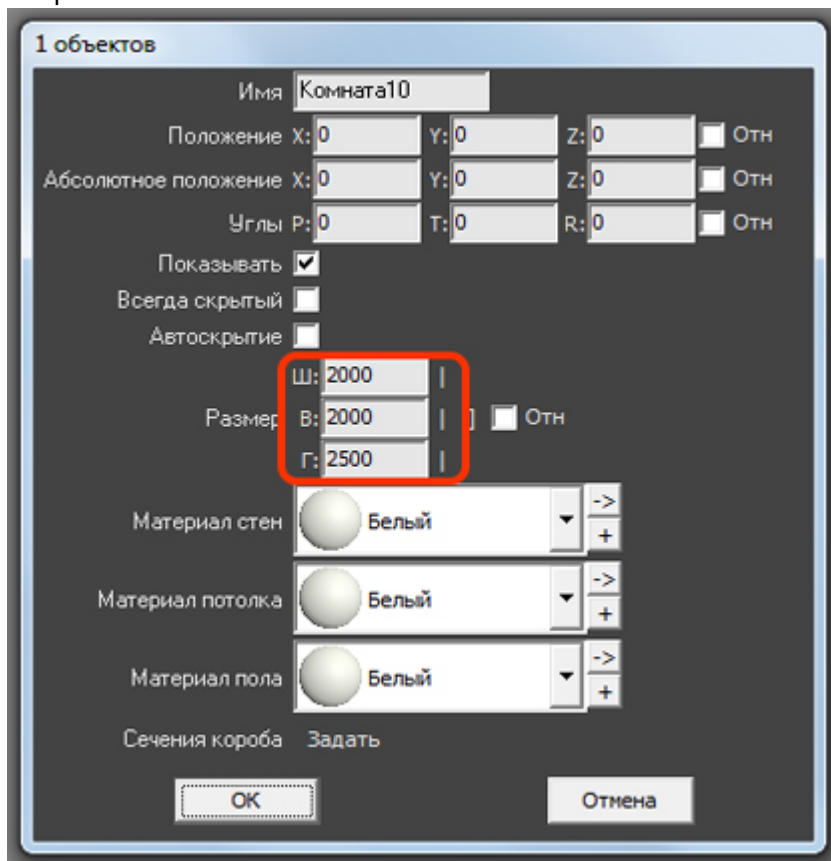 1 объектов
Имя Комната10
Положение X: 0 Y: 0 Z: 0 Отн
Абсолютное положение X: 0 Y: 0 Z: 0 Отн
Углы P: 0 T: 0 R: 0 Отн
Показывать
Всегда скрытый
Автоскрытие
Ш: 2000 |
Размер В: 2000 | ] Отн
Г: 2500 |
Материал стен Белый -> +
Материал потолка Белый -> +
Материал пола Белый -> +
Сечения короба Задать
OK Отмена